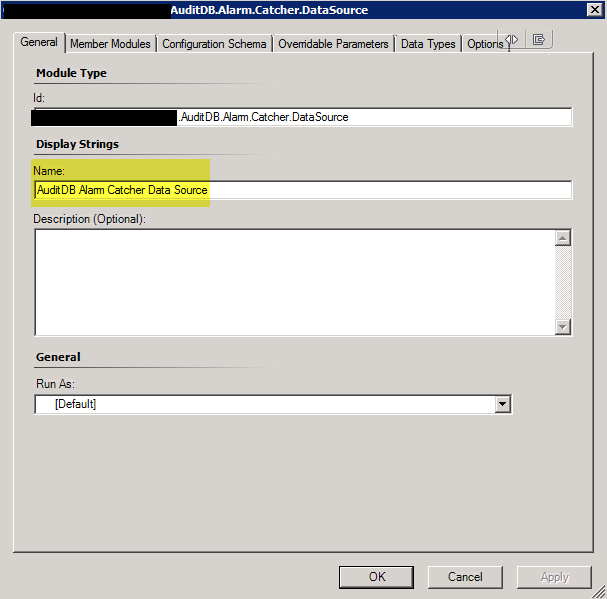 AuditDB.Alarm.Catcher.DataSource
General Member Modules Configuration Schema Overridable Parameters Data Types Options
Module Type
Id:
.AuditDB.Alarm.Catcher.DataSource
Display Strings
Name:
AuditDB Alarm Catcher Data Source
Description (Optional):
General
Run As:
[Default]
OK Cancel Apply